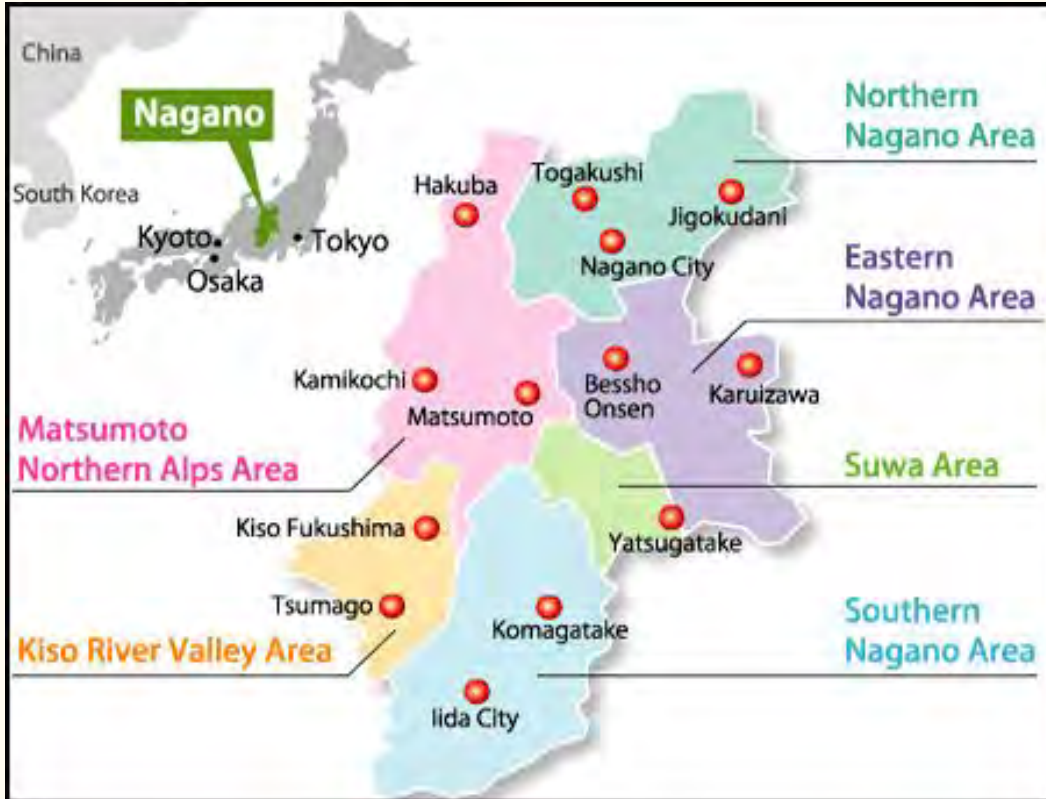 China
Nagano
South Korea
Kyoto
Tokyo
Osaka
Northern
Nagano Area
Hakuba
Togakushi
Jigokudani
Nagano City
Eastern
Nagano Area
Kamikochi
Matsumoto
Bessho
Onsen
Karuizawa
Matsumoto
Northern Alps Area
Suwa Area
Kiso Fukushima
Yatsugatake
Tsumago
Komagatake
Southern
Nagano Area
Kiso River Valley Area
Iida City